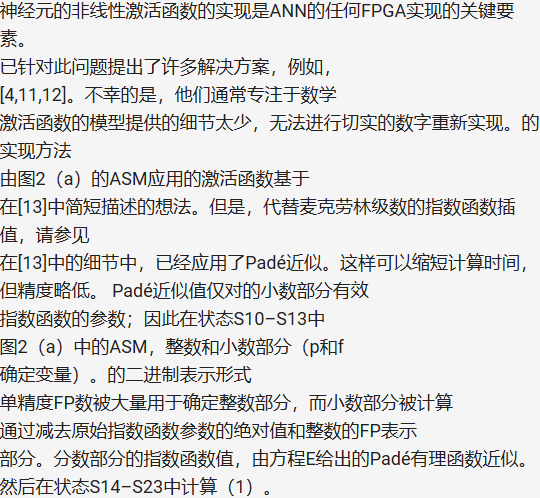 神经元的非线性激活函数的实现是ANN的任何FPGA实现的关键要
素。
已针对此问题提出了许多解决方案，例如，
[4,11,12]。不幸的是，他们通常专注于数学
激活函数的模型提供的细节太少，无法进行切实的数字重新实现。的
实现方法
由图2（a）的ASM应用的激活函数基于
在[13]中简短描述的想法。但是，代替麦克劳林级数的指数函数插
值，请参见
在[13]中的细节中，已经应用了Padé近似。这样可以缩短计算时间，
但精度略低。 Padé近似值仅对的小数部分有效
指数函数的参数；因此在状态S10–S13中
图2（a）中的ASM，整数和小数部分（p和f
确定变量）。的二进制表示形式
单精度FP数被大量用于确定整数部分，而小数部分被计算
通过减去原始指数函数参数的绝对值和整数的FP表示
部分。分数部分的指数函数值，由方程E给出的Padé有理函数近似。
然后在状态S14–S23中计算（1）。